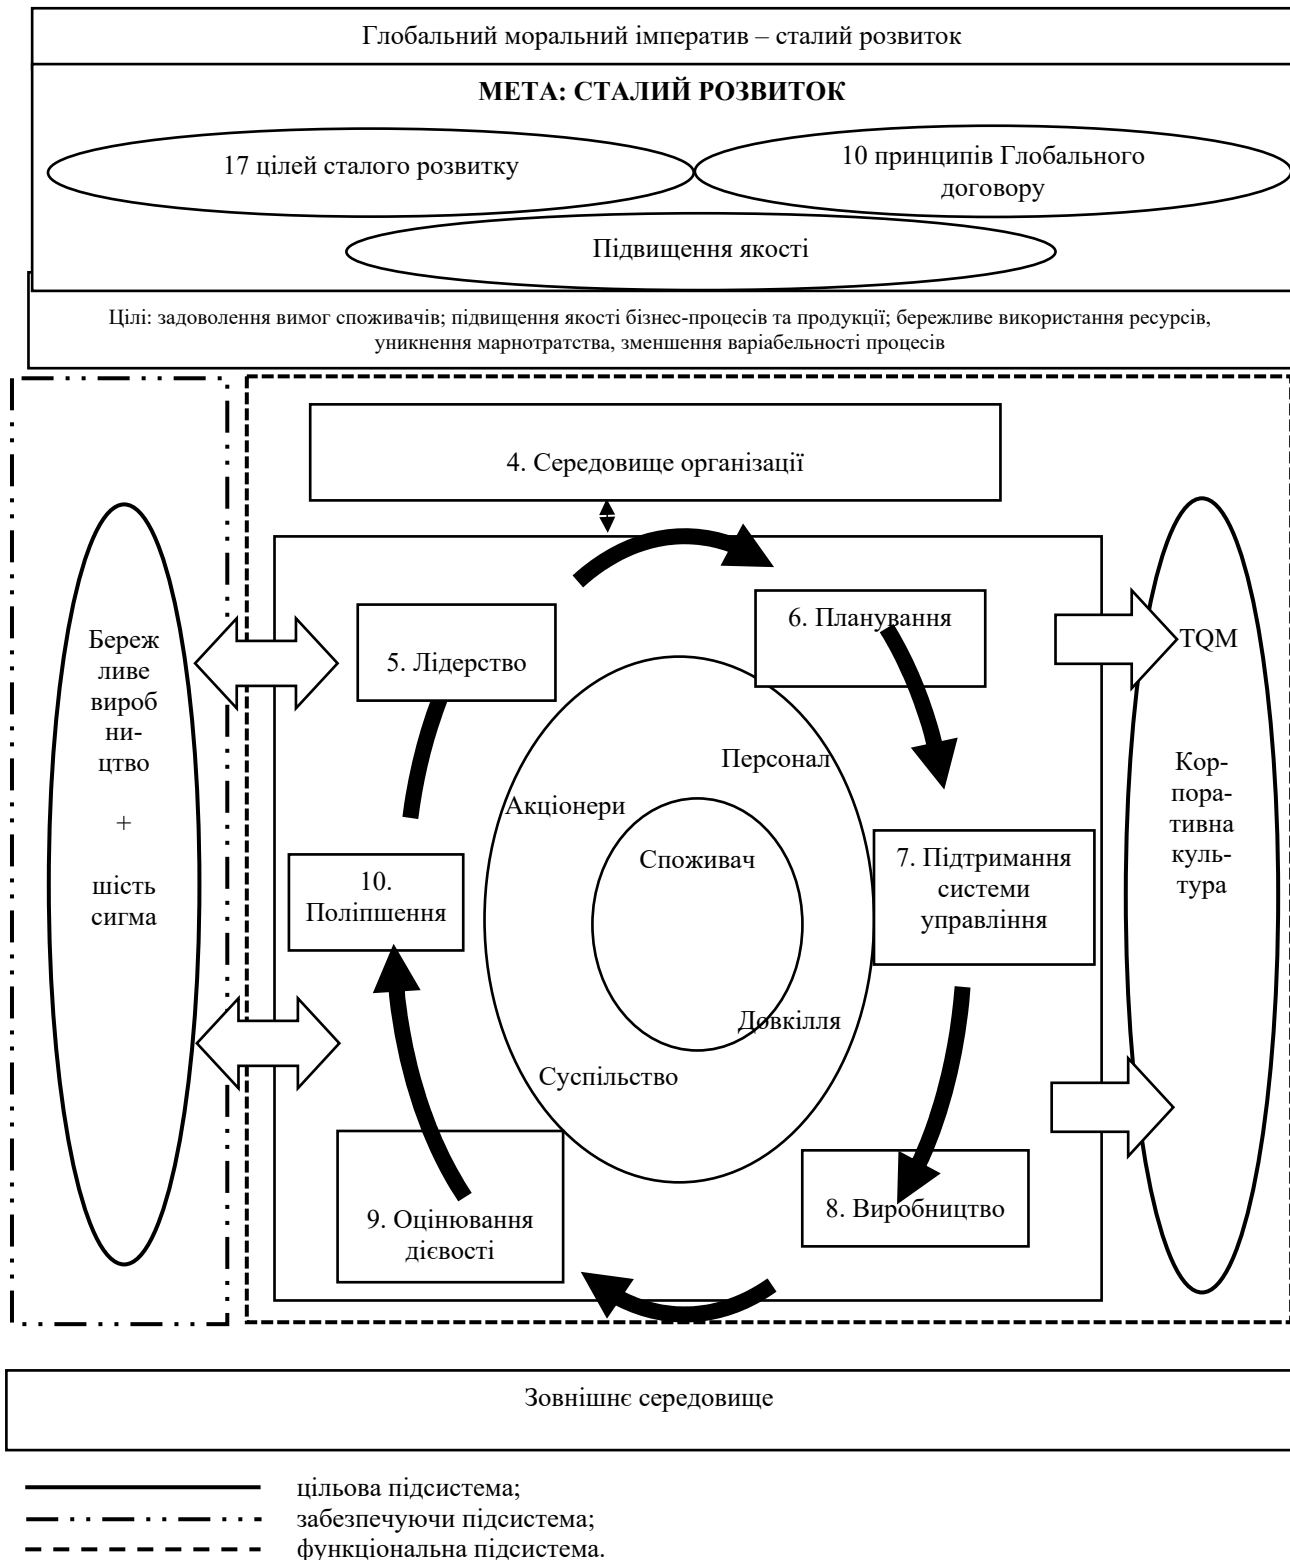 Глобальний моральний імператив – сталий розвиток
МЕТА: СТАЛИЙ РОЗВИТОК
17 цілей сталого розвитку
10 принципів Глобального
договору
Підвищення якості
Цілі: задоволення вимог споживачів; підвищення якості бізнес-процесів та продукції; бережливе використання ресурсів,
уникнення марнотратства, зменшення варіабельності процесів
4. Середовище організації
Береж
ливе
вироб
ни-
цтво
+
шість
сигма
5. Лідерство
6. Планування
Персонал
Акціонери
Споживач
Довкілля
Суспільство
7. Підтримання
системи
управління
10.
Поліпшення
9. Оцінювання
дієвості
8. Виробництво
TQM
Кор-
пора-
тивна
куль-
тура
Зовнішнє середовище
цільова підсистема;
забезпечуючи підсистема;
функціональна підсистема.